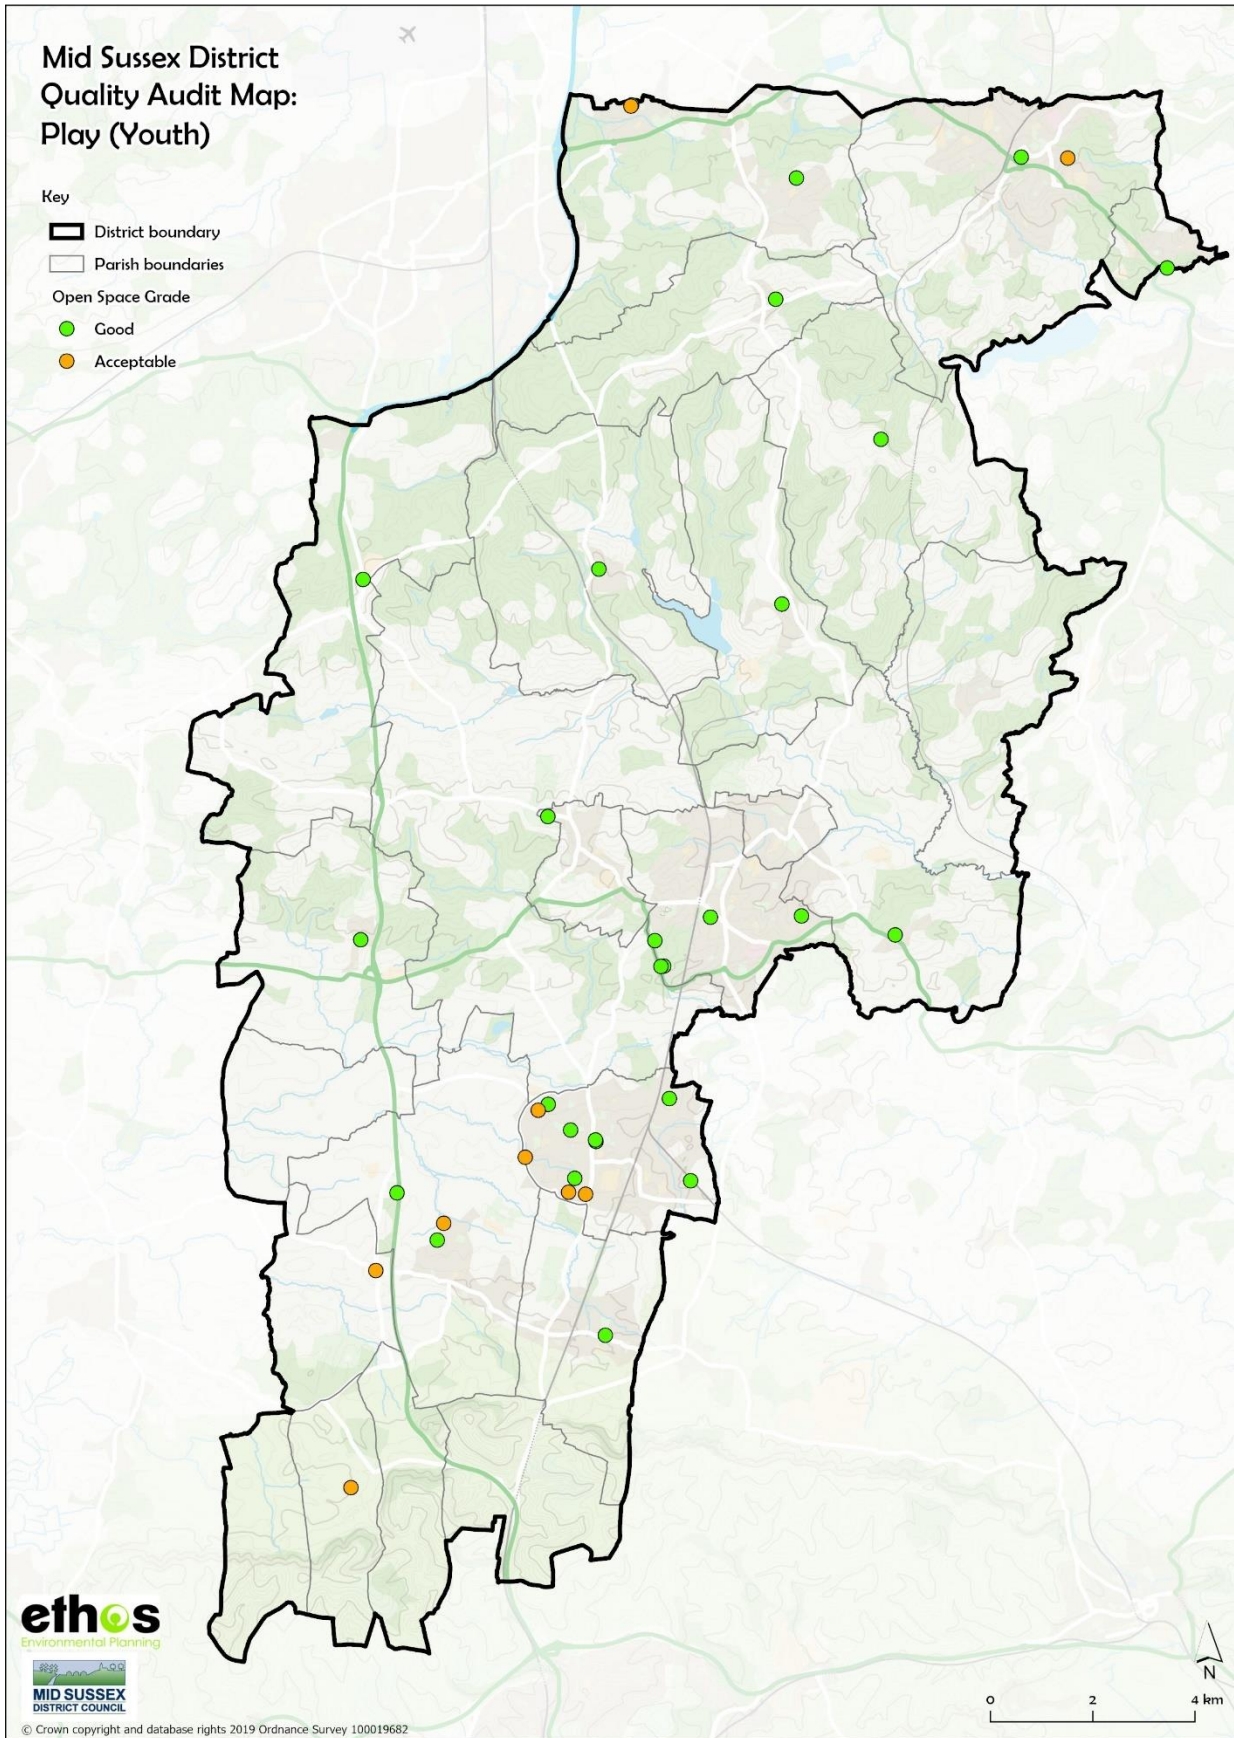 Mid Sussex District
Quality Audit Map:
Play (Youth)
Key
District boundary
Parish boundaries
Open Space Grade
Good
Acceptable
ethos
Environmental Planning
MID SUSSEX
DISTRICT COUNCIL
© Crown copyright and database rights 2019 Ordnance Survey 100019682
N
0 2 4 km